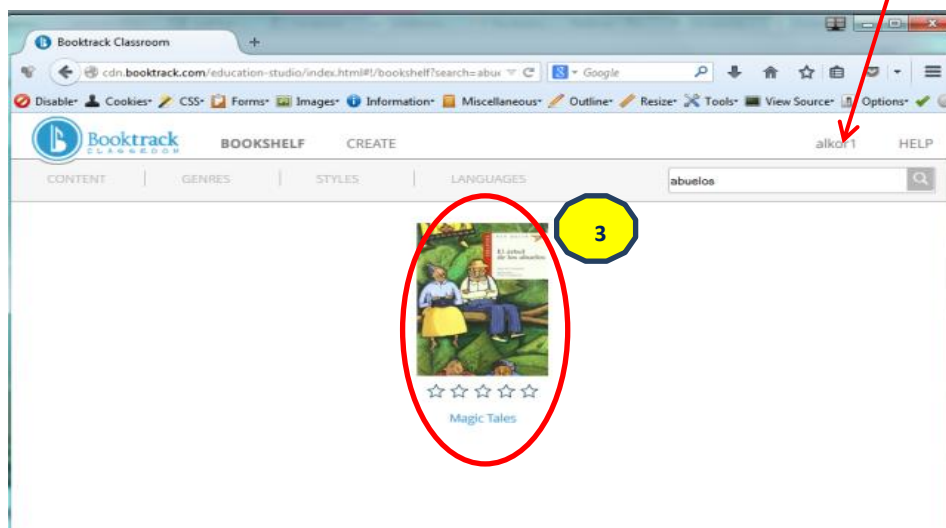 Booktrack Classroom
cdn.booktrack.com/education-studio/index.html#!/bookshelf?search=abue
Google
Disable Cookies CSS Forms Images Information Miscellaneous Outline Resize Tools View Source Options
Booktrack BOOKSHELF CREATE alkor1 HELP
CLASSROOM
CONTENT GENRES STYLES LANGUAGES abuelos
3
El árbol
de los abuelos
Magic Tales